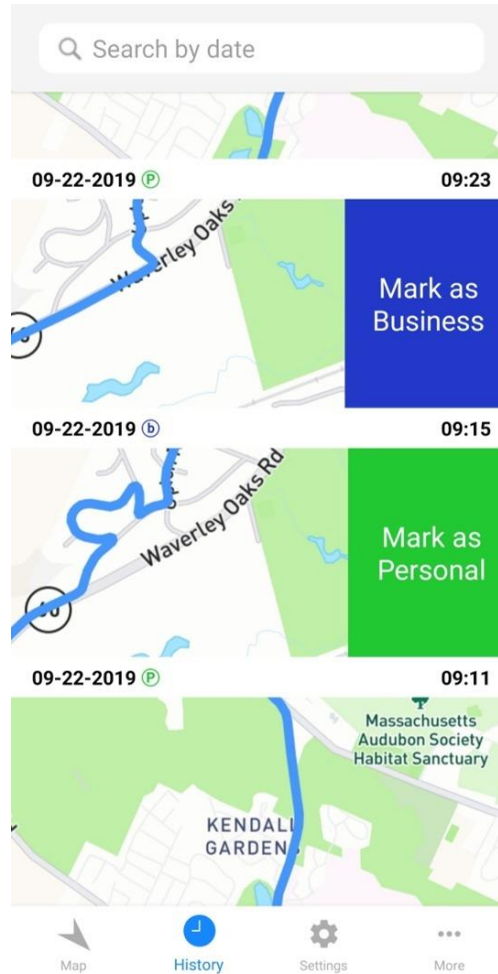 Search by date
09-22-2019 P 09:23
Waverley Oaks
Mark as
Business
09-22-2019 b 09:15
Waverley Oaks Rd
60
Mark as
Personal
09-22-2019 P 09:11
Massachusetts
Audubon Society
Habitat Sanctuary
KENDALL
GARDENS
Map History Settings More